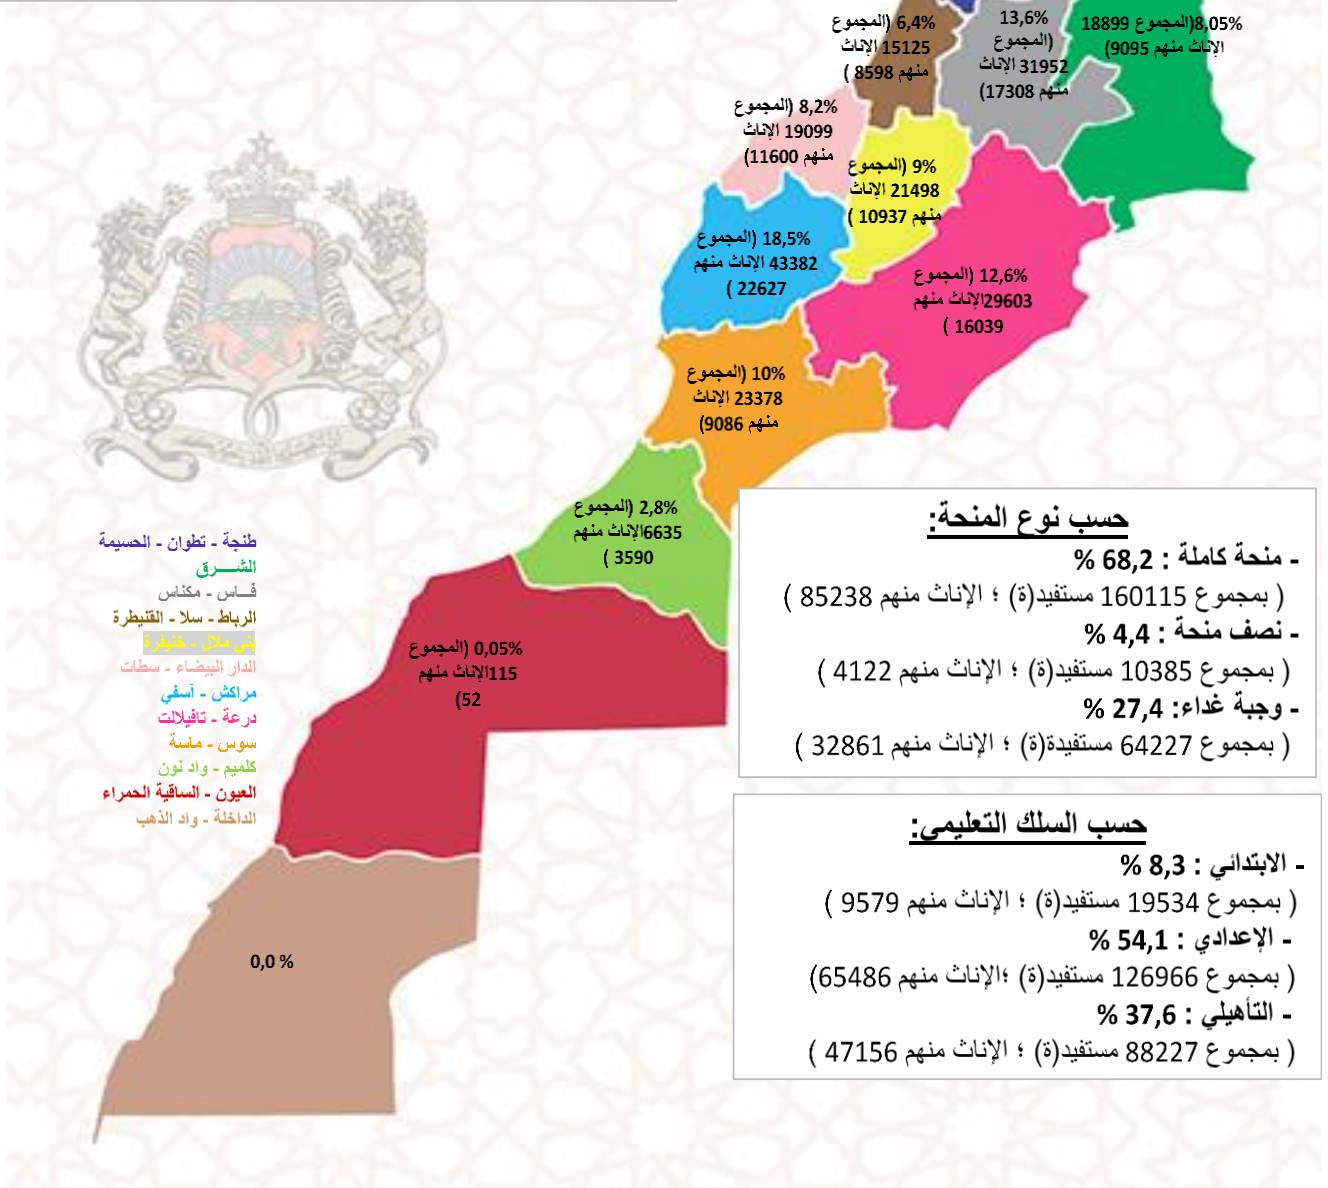 6,4% (المجموع
15125 الإناث
منهم 8598 )
13,6%
(المجموع
31952 الإناث
منهم 17308)
8,05%(المجموع 18899
الإناث منهم 9095)
8,2% (المجموع
19099 الإناث
منهم 11600)
9% (المجموع
21498 الإناث
منهم 10937 )
18,5% (المجموع
43382 الإناث منهم
22627 )
12,6% (المجموع
29603الإناث منهم
16039 )
10% (المجموع
23378 الإناث
منهم 9086)
2,8% (المجموع
6635الإناث منهم
3590 )
0,05% (المجموع
115الإناث منهم
52)
0,0 %
طنجة - تطوان - الحسيمة
الشــــرق
فـــاس - مكناس
الرباط - سلا - القنيطرة
بني ملال - خنيفرة
الدار البيضاء - سطات
مراكش - آسفي
درعة - تافيلالت
سوس - ماسة
كلميم - واد نون
العيون - الساقية الحمراء
الداخلة - واد الذهب
حسب نوع المنحة:
- منحة كاملة : 68,2 %
( بمجموع 160115 مستفيد(ة) ؛ الإناث منهم 85238 )
- نصف منحة : 4,4 %
( بمجموع 10385 مستفيد(ة) ؛ الإناث منهم 4122 )
- وجبة غداء: 27,4 %
( بمجموع 64227 مستفيدة(ة) ؛ الإناث منهم 32861 )
حسب السلك التعليمي:
- الابتدائي : 8,3 %
( بمجموع 19534 مستفيد(ة) ؛ الإناث منهم 9579 )
- الإعدادي : 54,1 %
( بمجموع 126966 مستفيد(ة) ؛الإناث منهم 65486)
- التأهيلي : 37,6 %
( بمجموع 88227 مستفيد(ة) ؛ الإناث منهم 47156 )